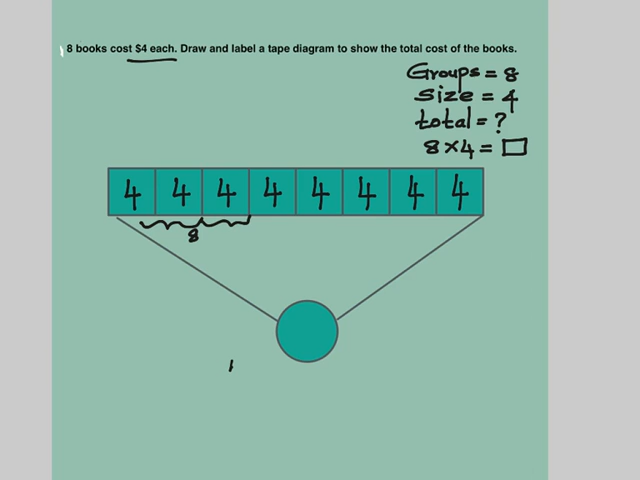 8 books cost $4 each. Draw and label a tape diagram to show the total cost of the books.
Groups = 8
Size = 4
total = ?
8 × 4 = □
4 4 4 4 4 4 4 4
8